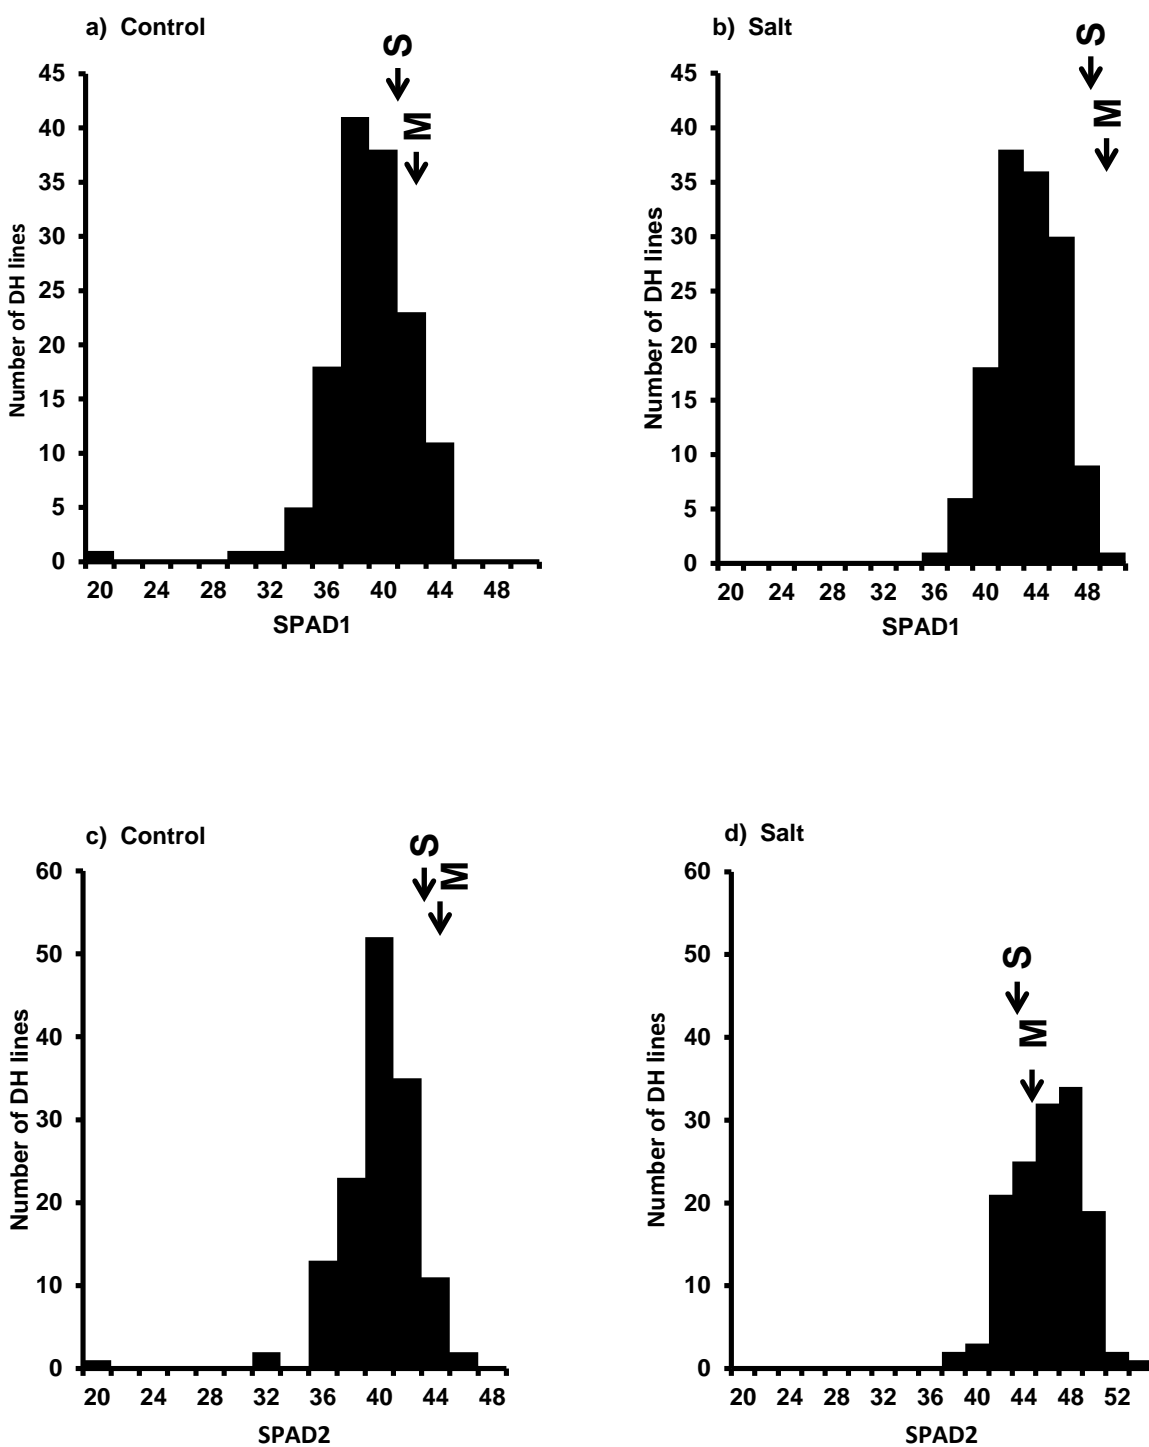 a) Control
S
M
45
40
35
30
25
20
15
10
5
0
Number of DH lines
20 24 28 32 36 40 44 48
SPAD1
b) Salt
S
M
45
40
35
30
25
20
15
10
5
0
Number of DH lines
20 24 28 32 36 40 44 48
SPAD1
c) Control
S
M
60
50
40
30
20
10
0
Number of DH lines
20 24 28 32 36 40 44 48
SPAD2
d) Salt
S
M
60
50
40
30
20
10
0
Number of DH lines
20 24 28 32 36 40 44 48 52
SPAD2